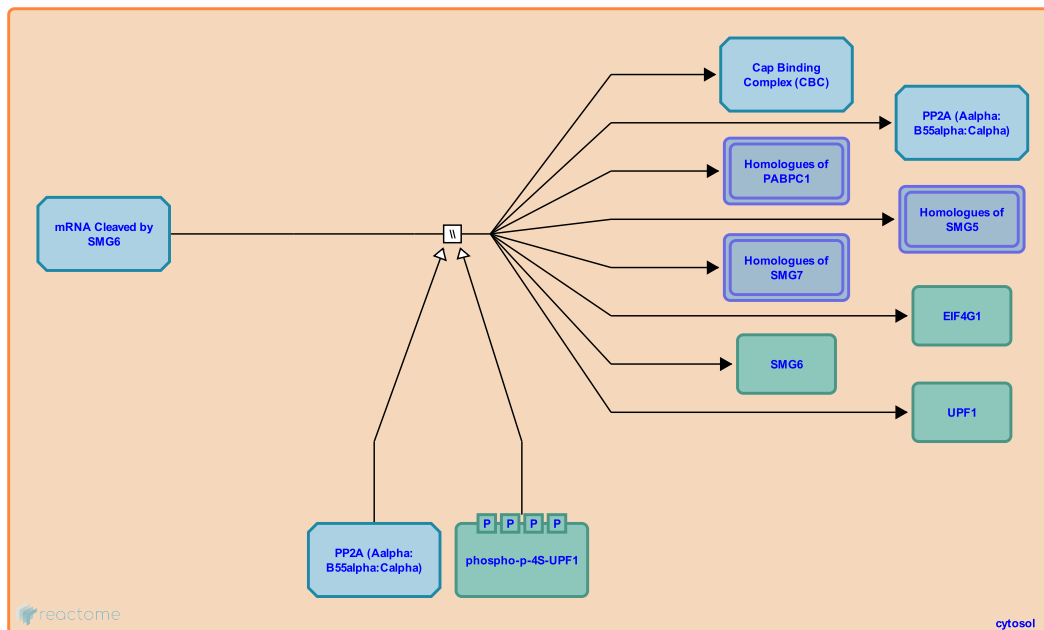 Cap Binding
Complex (CBC)
PP2A (Aalpha:
B55alpha:Calpha)
Homologues of
PABPC1
mRNA Cleaved by
SMG6
Homologues of
SMG5
\\
Homologues of
SMG7
EIF4G1
SMG6
UPF1
P P P P
PP2A (Aalpha:
B55alpha:Calpha)
phospho-p-4S-UPF1
reactome
cytosol